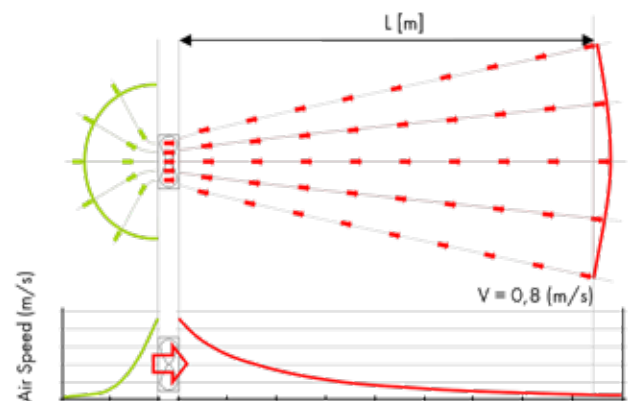 L [m]
V = 0,8 (m/s)
Air Speed (m/s)